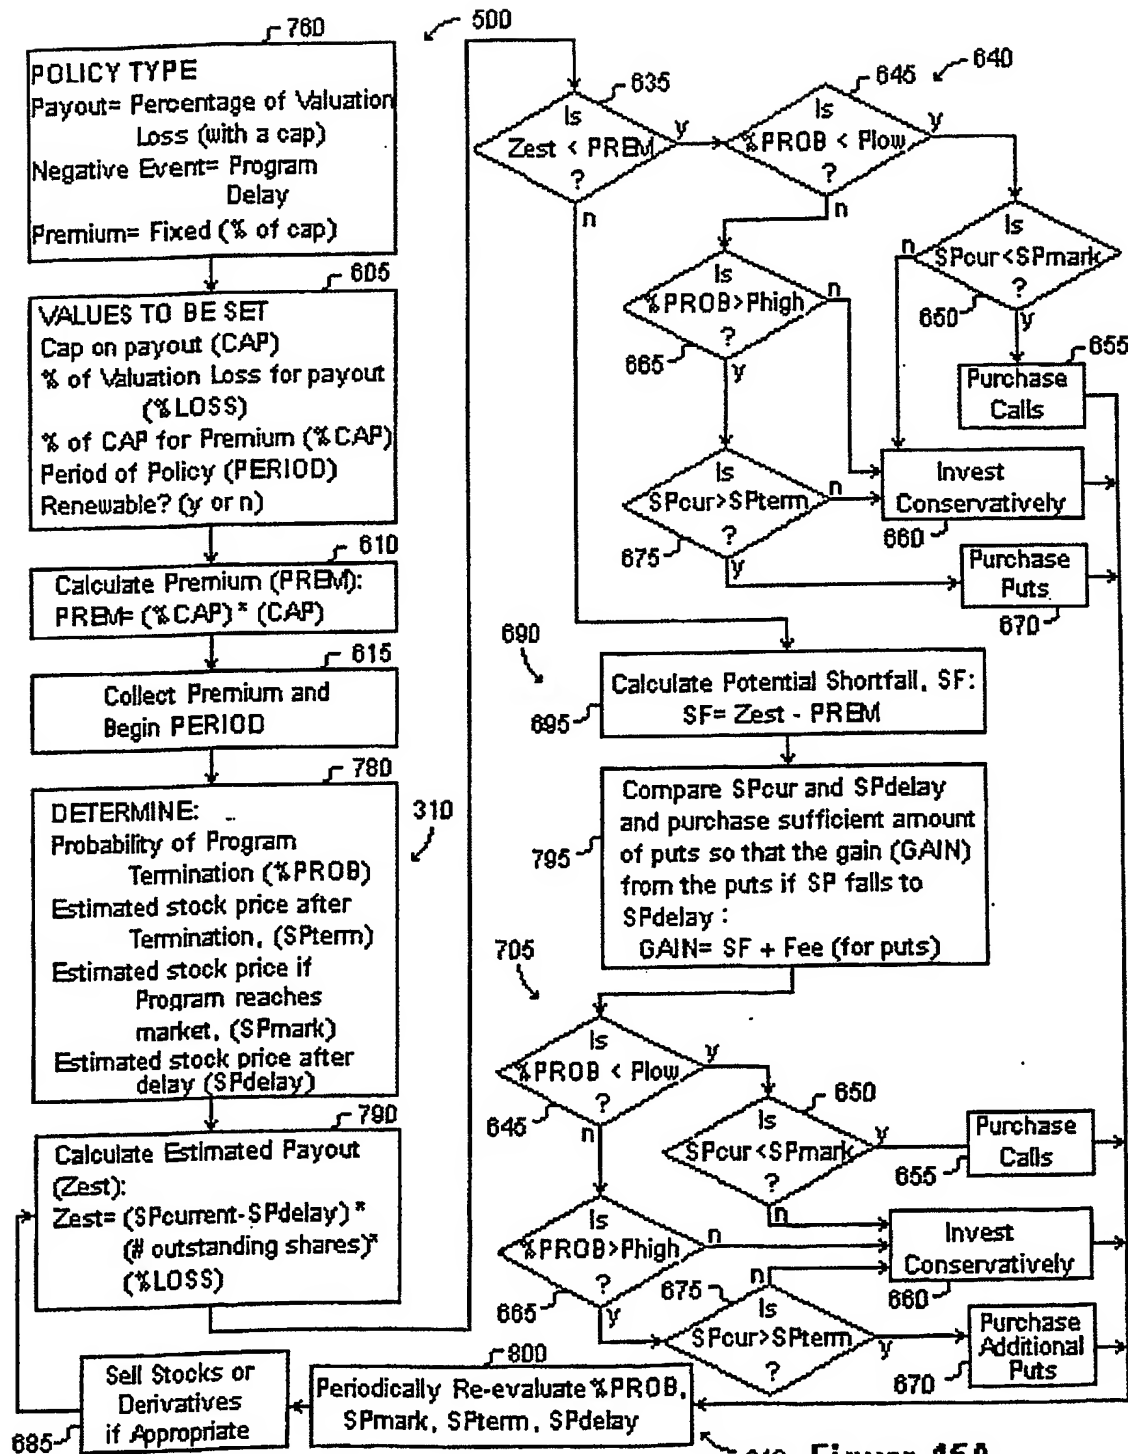 760
500
POLICY TYPE
Payout= Percentage of Valuation
Loss (with a cap)
Negative Event= Program
Delay
Premium= Fixed (% of cap)
605
VALUES TO BE SET
Cap on payout (CAP)
% of Valuation Loss for payout
(%LOSS)
% of CAP for Premium (%CAP)
Period of Policy (PERIOD)
Renewable? (y or n)
610
Calculate Premium (PREM):
PREM= (%CAP)* (CAP)
615
Collect Premium and
Begin PERIOD
780
310
DETERMINE:
Probability of Program
Termination (%PROB)
Estimated stock price after
Termination, (SPterm)
Estimated stock price if
Program reaches
market, (SPmark)
Estimated stock price after
delay (SPdelay)
790
Calculate Estimated Payout
(Zest):
Zest= (SPcurrent-SPdelay)*
(# outstanding shares)*
(%LOSS)
635
Is
Zest < PREM
?
y
n
645
640
Is
%PROB < Plow
?
y
n
Is
SPcur<SPmark
?
n
650
y
655
Purchase
Calls
Is
%PROB>Phigh
?
n
665
y
Is
SPcur>SPterm
?
n
675
y
Invest
Conservatively
660
Purchase
Puts
670
690
Calculate Potential Shortfall, SF:
SF= Zest - PREM
695
Compare SPcur and SPdelay
and purchase sufficient amount
of puts so that the gain (GAIN)
from the puts if SP falls to
SPdelay :
GAIN= SF + Fee (for puts)
795
705
Is
%PROB < Plow
?
y
645
n
650
Is
SPcur<SPmark
?
y
n
Purchase
Calls
655
Is
%PROB>Phigh
?
n
665
y
Invest
Conservatively
660
675
n
Is
SPcur>SPterm
?
y
Purchase
Additional
Puts
670
800
Periodically Re-evaluate %PROB,
SPmark, SPterm, SPdelay
Sell Stocks or
Derivatives
if Appropriate
685
Figure 16A